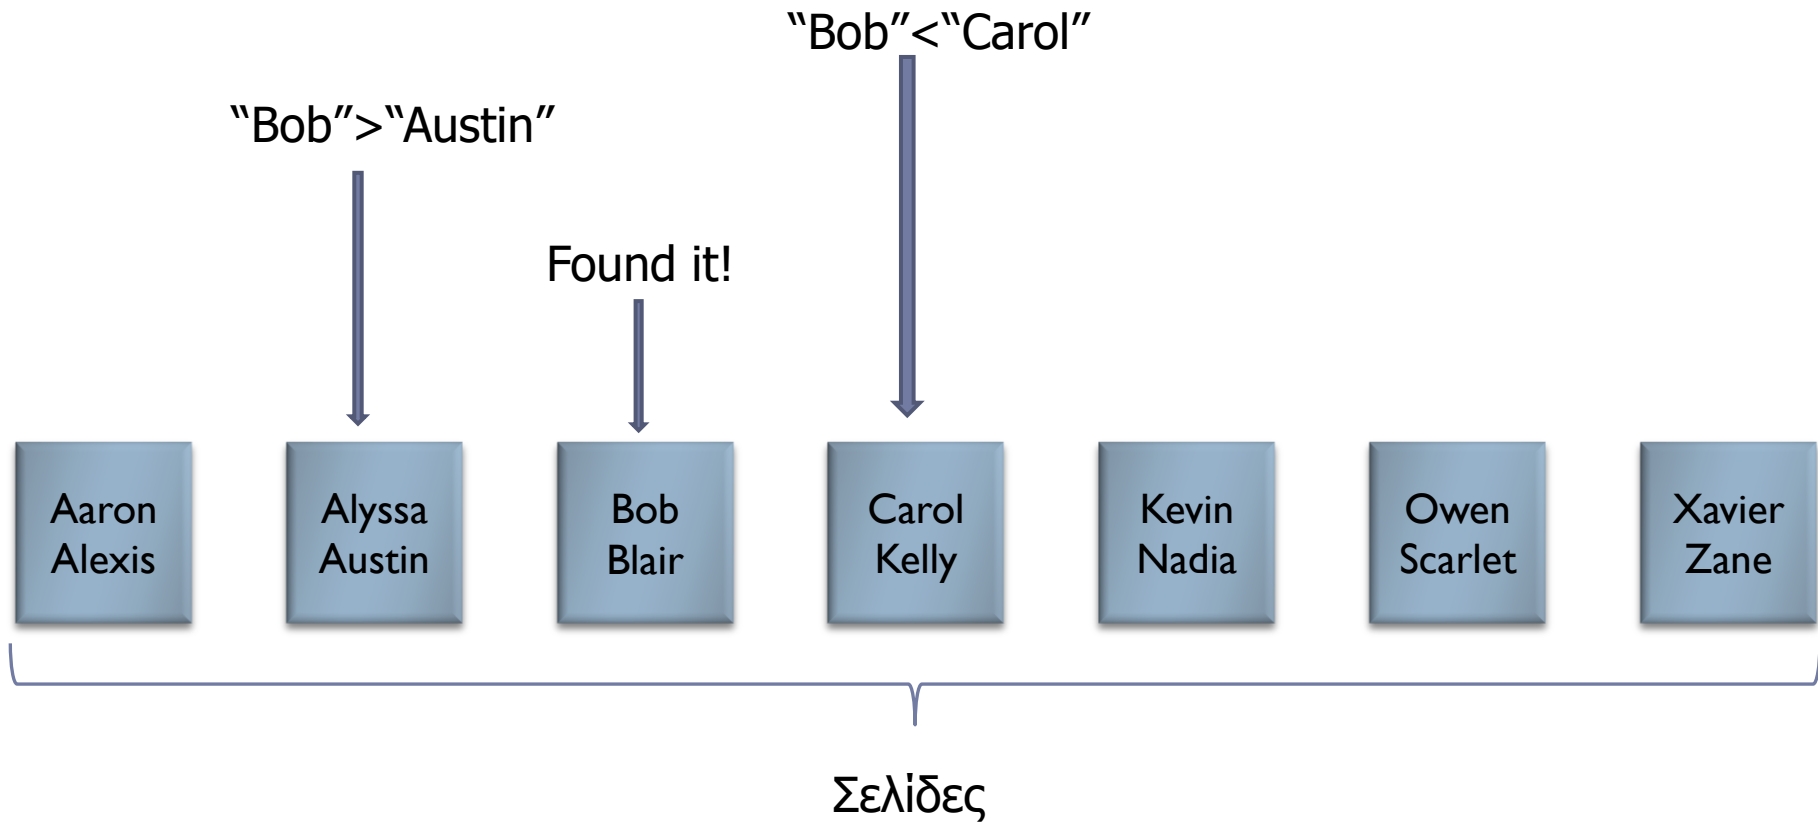 “Bob”<“Carol”
“Bob”>“Austin”
Found it!
Aaron
Alexis
Alyssa
Austin
Bob
Blair
Carol
Kelly
Kevin
Nadia
Owen
Scarlet
Xavier
Zane
Σελίδες